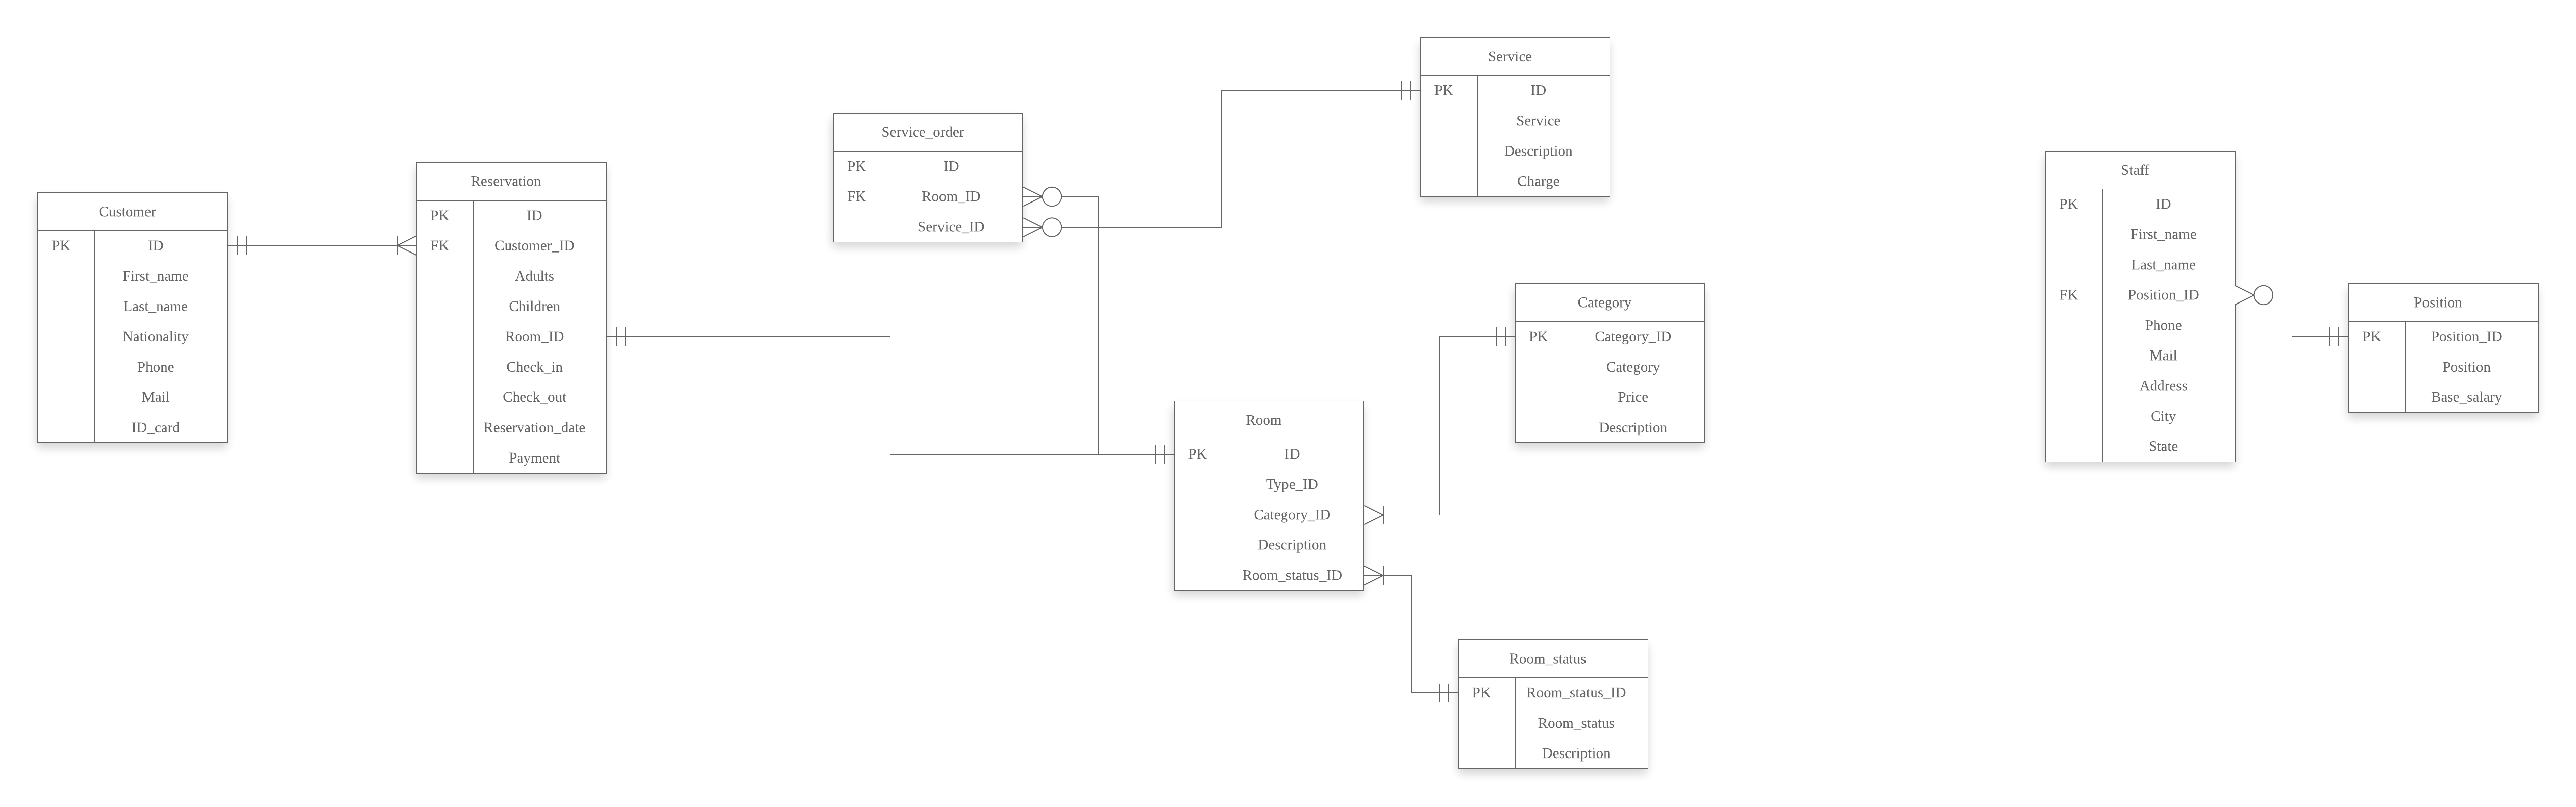 Customer
PK ID
First_name
Last_name
Nationality
Phone
Mail
ID_card
Reservation
PK ID
FK Customer_ID
Adults
Children
Room_ID
Check_in
Check_out
Reservation_date
Payment
Service_order
PK ID
FK Room_ID
Service_ID
Service
PK ID
Service
Description
Charge
Room
PK ID
Type_ID
Category_ID
Description
Room_status_ID
Category
PK Category_ID
Category
Price
Description
Room_status
PK Room_status_ID
Room_status
Description
Staff
PK ID
First_name
Last_name
FK Position_ID
Phone
Mail
Address
City
State
Position
PK Position_ID
Position
Base_salary